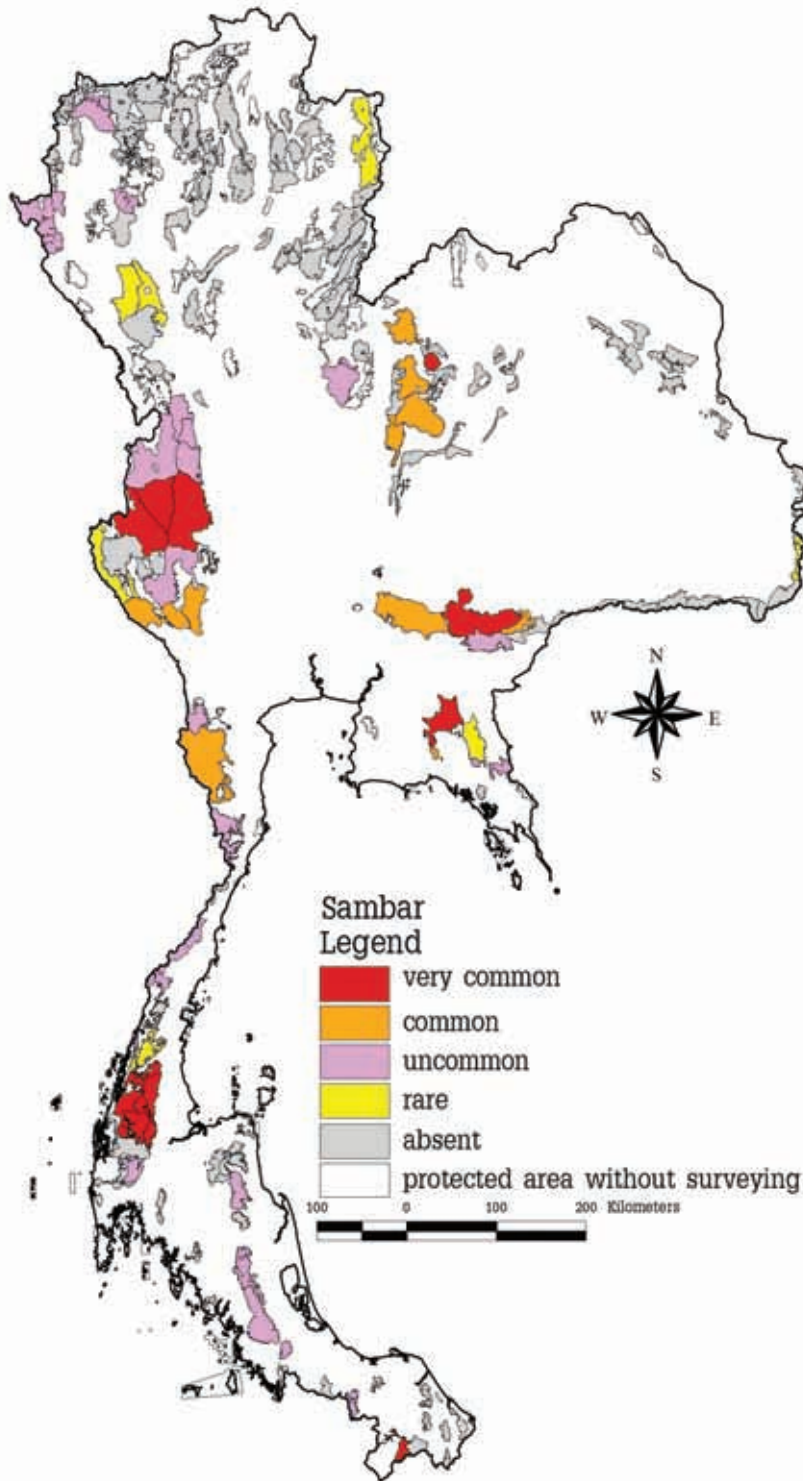 N
W E
S
Sambar
Legend
very common
common
uncommon
rare
absent
protected area without surveying
100 0 100 200 Kilometers